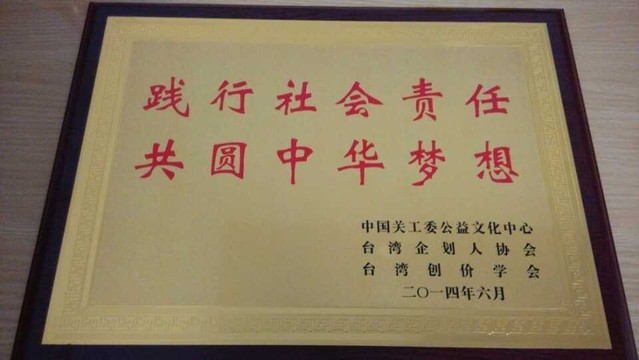 践行社会责任
共圆中华梦想
中国关工委公益文化中心
台湾企划人协会
台湾创价学会
二〇一四年六月